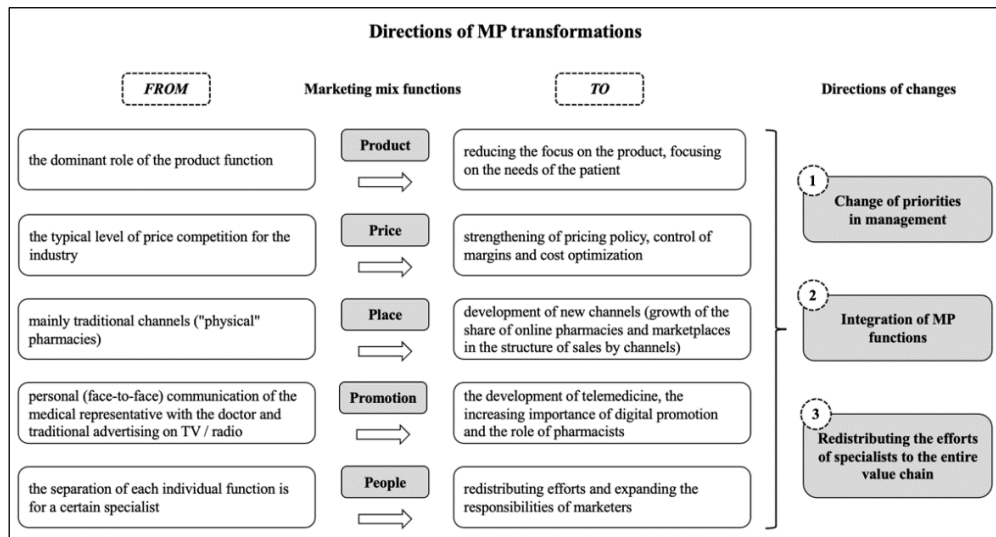 Directions of MP transformations
FROM
Marketing mix functions
TO
Directions of changes
the dominant role of the product function
Product
reducing the focus on the product, focusing
on the needs of the patient
the typical level of price competition for the
industry
Price
strengthening of pricing policy, control of
margins and cost optimization
mainly traditional channels ("physical"
pharmacies)
Place
development of new channels (growth of the
share of online pharmacies and marketplaces
in the structure of sales by channels)
personal (face-to-face) communication of the
medical representative with the doctor and
traditional advertising on TV / radio
Promotion
the development of telemedicine, the
increasing importance of digital promotion
and the role of pharmacists
the separation of each individual function is
for a certain specialist
People
redistributing efforts and expanding the
responsibilities of marketers
1
Change of priorities
in management
2
Integration of MP
functions
3
Redistributing the efforts
of specialists to the entire
value chain